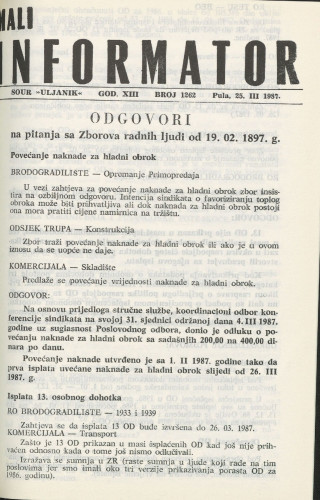 MALI
INFORMATOR
SOUR »ULJANIK« GOD. XIII BROJ 1262 Pula, 25. III 1987.
ODGOVORI
na pitanja sa Zborova radnih ljudi od 19. 02. 1897. g.
Povećanje naknade za hladni obrok
BRODOGRADILIŠTE — Opremanje Primopredaja
U vezi zahtjeva za povećanje naknade za hladni obrok zbor insis-
tira na ozbiljnom odgovoru. Intencija sindikata o favoriziranju toplog
obroka može biti prihvatljiva ali dok naknada za hladni obrok postoji
ona mora pratiti cijene namirnica na tržištu.
ODSJEK TRUPA — Konstrukcija
Zbor traži povećanje naknade za hladni obrok ili ako je u ovom
iznosu da se uopće ne daje.
KOMERCIJALA — Skladište
Predlaže se povećanje vrijednosti naknade za hladni obrok.
ODGOVOR:
Na osnovu prijedloga stručne službe, koordinacioni odbor kon-
ferencije sindikata na svojoj 31. sjednici održanoj dana 4. III 1987.
godine uz suglasnost Poslovodnog odbora, donio je odluku o po-
većanju naknade za hladni obrok sa sadašnjih 200,00 na 400,00 di-
nara po danu.
Povećanje naknade utvrđeno je sa 1. II 1987. godine tako da
prva isplata uvećane naknade za hladni obrok slijedi od 26. III
1987. g.
Isplata 13. osobnog dohotka
RO BRODOGRADILIŠTE — 1933 i 1939
Zahtjeva se da isplata 13 OD bude izvršena do 26. 03. 1987.
KOMERCIJALA — Transport
Zašto je 13 OD prikazan u masi isplaćenih OD kad još nije prih-
vaćen odnosno kada o tome još nismo odlučivali.
Izražava se sumnja u ZR (raste sumnja u ljude koji rade na tim
poslovima jer smo imali oko tri verzije prikazivanja porasta OD za
1986. godinu).